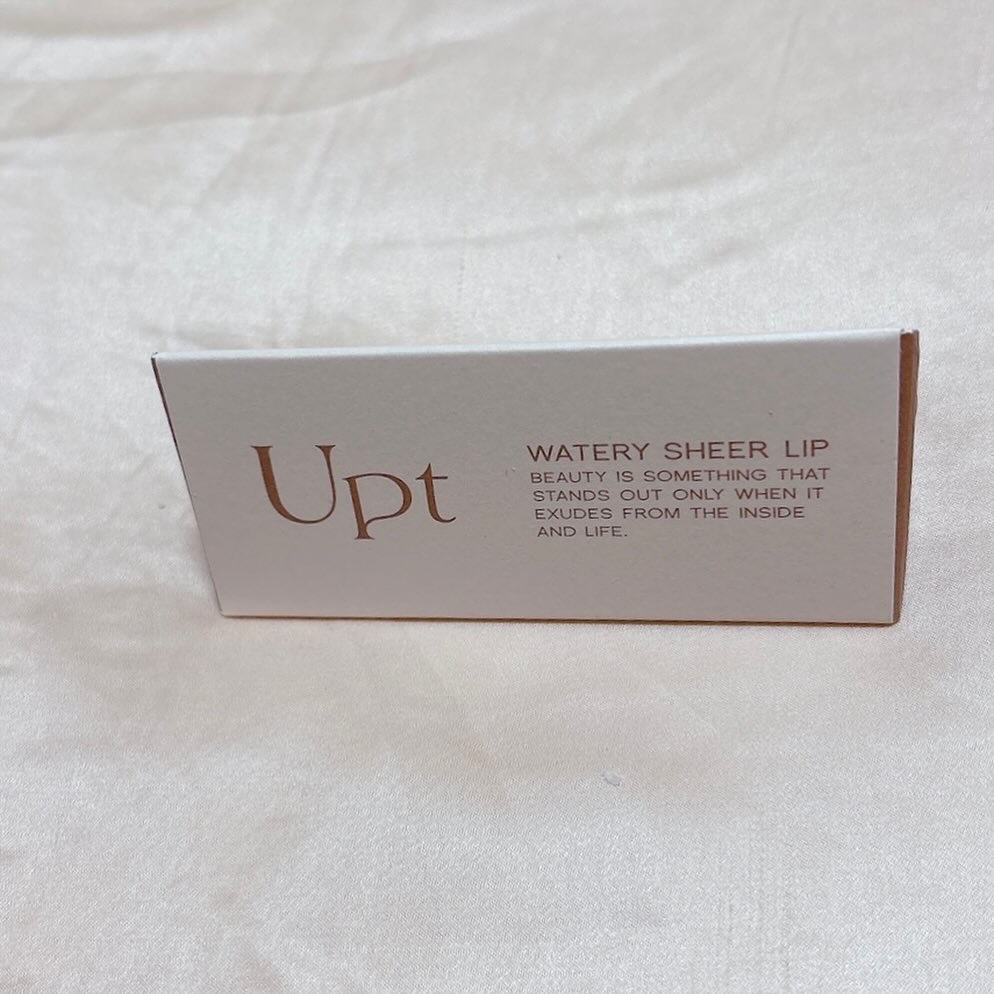 Upt
WATERY SHEER LIP
BEAUTY IS SOMETHING THAT
STANDS OUT ONLY WHEN IT
EXUDES FROM THE INSIDE
AND LIFE.